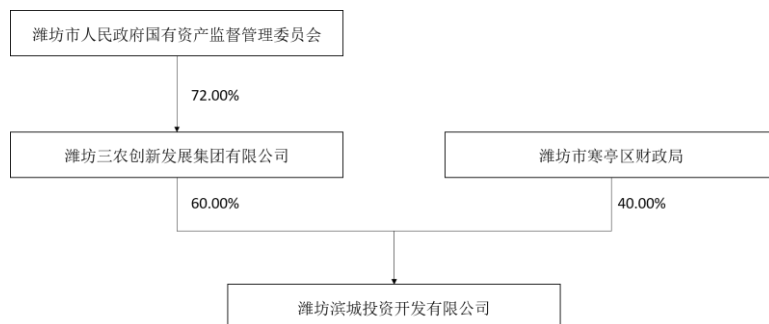 潍坊市人民政府国有资产监督管理委员会
72.00%
潍坊三农创新发展集团有限公司
潍坊市寒亭区财政局
60.00%
40.00%
潍坊滨城投资开发有限公司